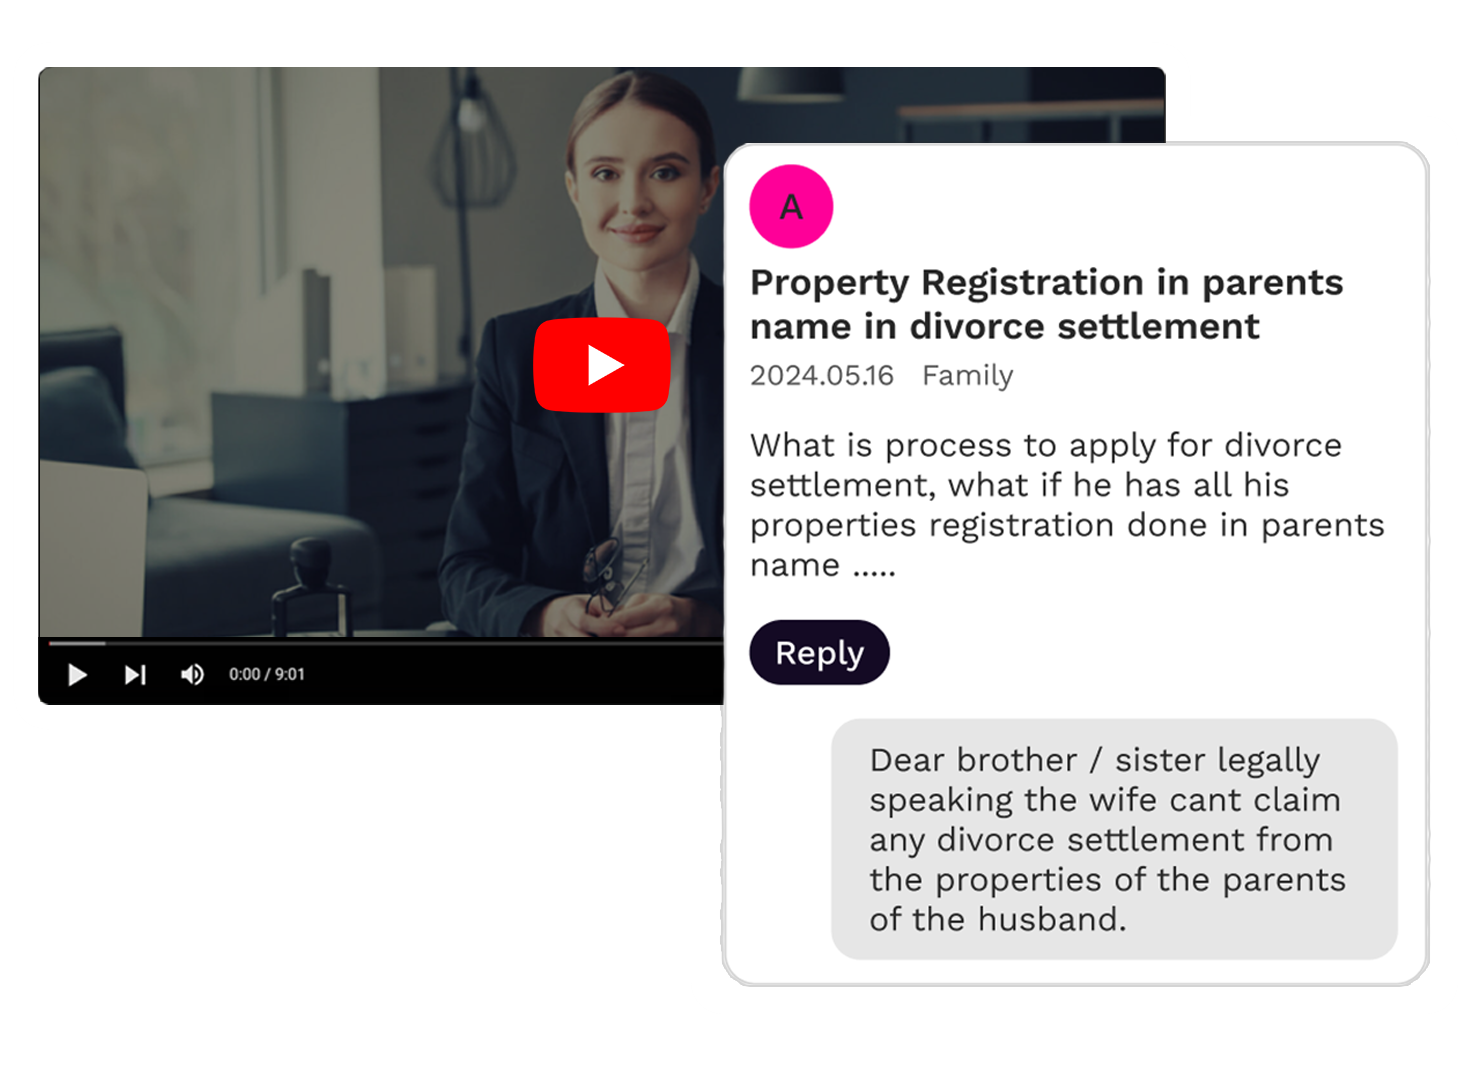 A
Property Registration in parents
name in divorce settlement
2024.05.16 Family
What is process to apply for divorce
settlement, what if he has all his
properties registration done in parents
name .....
Reply
Dear brother / sister legally
speaking the wife cant claim
any divorce settlement from
the properties of the parents
of the husband.
0:00 / 9:01